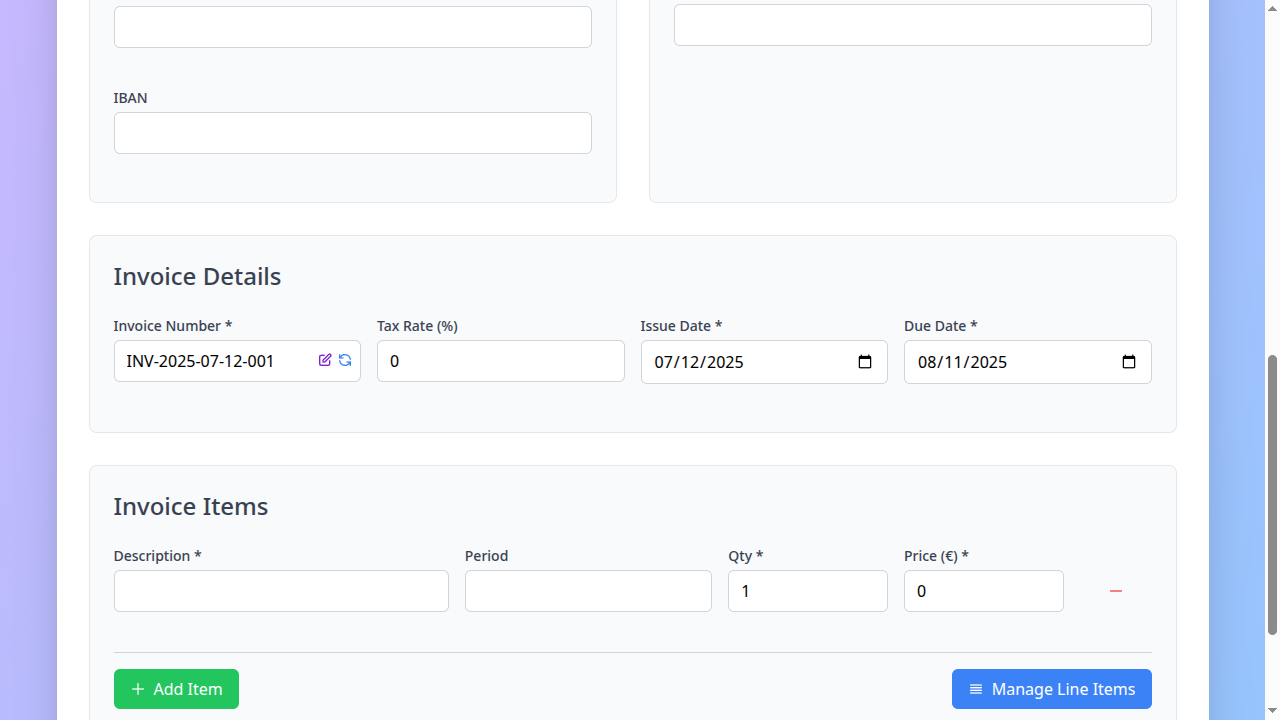 IBAN
Invoice Details
Invoice Number * Tax Rate (%) Issue Date * Due Date *
INV-2025-07-12-001 0 07/12/2025 08/11/2025
Invoice Items
Description * Period Qty * Price (€) *
1 0
Add Item Manage Line Items